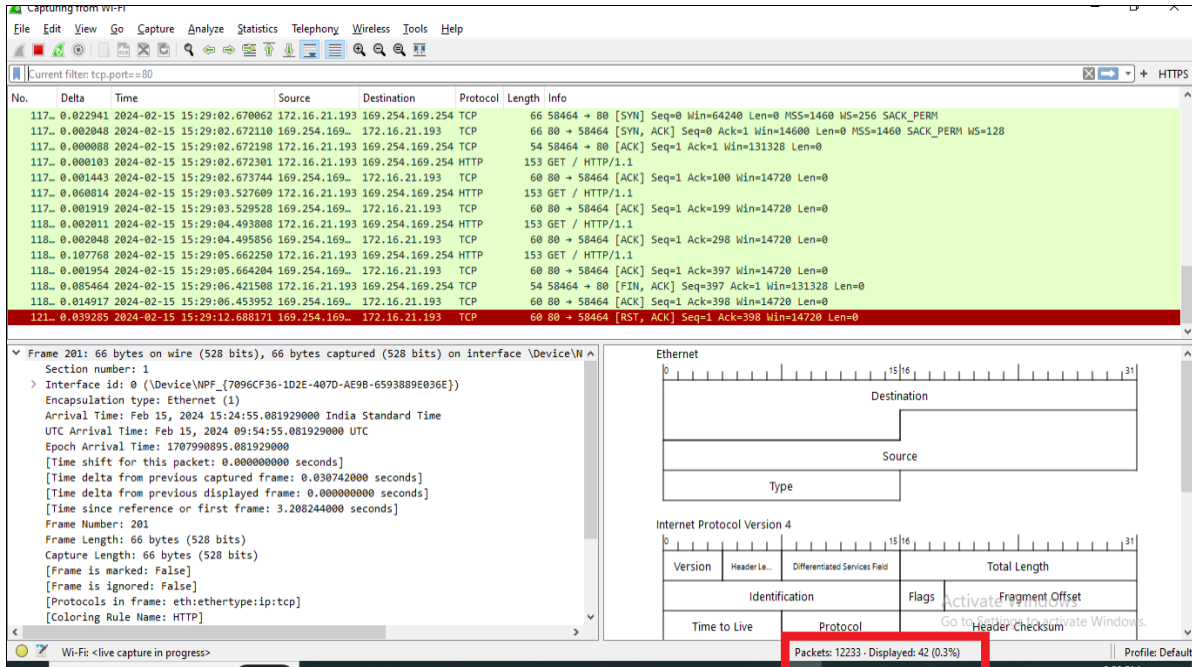 Capturing from Wi-Fi
File Edit View Go Capture Analyze Statistics Telephony Wireless Tools Help
Current filter: tcp.port==80 + HTTPS
No. Delta Time Source Destination Protocol Length Info
117… 0.022941 2024-02-15 15:29:02.670062 172.16.21.193 169.254.169.254 TCP 66 58464 → 80 [SYN] Seq=0 Win=64240 Len=0 MSS=1460 WS=256 SACK_PERM
117… 0.002048 2024-02-15 15:29:02.672110 169.254.169… 172.16.21.193 TCP 66 80 → 58464 [SYN, ACK] Seq=0 Ack=1 Win=14600 Len=0 MSS=1460 SACK_PERM WS=128
117… 0.000088 2024-02-15 15:29:02.672198 172.16.21.193 169.254.169.254 TCP 54 58464 → 80 [ACK] Seq=1 Ack=1 Win=131328 Len=0
117… 0.000103 2024-02-15 15:29:02.672301 172.16.21.193 169.254.169.254 HTTP 153 GET / HTTP/1.1
117… 0.001443 2024-02-15 15:29:02.673744 169.254.169… 172.16.21.193 TCP 60 80 → 58464 [ACK] Seq=1 Ack=100 Win=14720 Len=0
117… 0.060814 2024-02-15 15:29:03.527609 172.16.21.193 169.254.169.254 HTTP 153 GET / HTTP/1.1
117… 0.001919 2024-02-15 15:29:03.529528 169.254.169… 172.16.21.193 TCP 60 80 → 58464 [ACK] Seq=1 Ack=199 Win=14720 Len=0
118… 0.002011 2024-02-15 15:29:04.493808 172.16.21.193 169.254.169.254 HTTP 153 GET / HTTP/1.1
118… 0.002048 2024-02-15 15:29:04.495856 169.254.169… 172.16.21.193 TCP 60 80 → 58464 [ACK] Seq=1 Ack=298 Win=14720 Len=0
118… 0.107768 2024-02-15 15:29:05.662250 172.16.21.193 169.254.169.254 HTTP 153 GET / HTTP/1.1
118… 0.001954 2024-02-15 15:29:05.664204 169.254.169… 172.16.21.193 TCP 60 80 → 58464 [ACK] Seq=1 Ack=397 Win=14720 Len=0
118… 0.085464 2024-02-15 15:29:06.421508 172.16.21.193 169.254.169.254 TCP 54 58464 → 80 [FIN, ACK] Seq=397 Ack=1 Win=131328 Len=0
118… 0.014917 2024-02-15 15:29:06.453952 169.254.169… 172.16.21.193 TCP 60 80 → 58464 [ACK] Seq=1 Ack=398 Win=14720 Len=0
121… 0.039285 2024-02-15 15:29:12.688171 169.254.169… 172.16.21.193 TCP 60 80 → 58464 [RST, ACK] Seq=1 Ack=398 Win=14720 Len=0
Frame 201: 66 bytes on wire (528 bits), 66 bytes captured (528 bits) on interface \Device\N
Section number: 1
Interface id: 0 (\Device\NPF_{7096CF36-1D2E-407D-AE9B-6593889E036E})
Encapsulation type: Ethernet (1)
Arrival Time: Feb 15, 2024 15:24:55.081929000 India Standard Time
UTC Arrival Time: Feb 15, 2024 09:54:55.081929000 UTC
Epoch Arrival Time: 1707990895.081929000
[Time shift for this packet: 0.000000000 seconds]
[Time delta from previous captured frame: 0.030742000 seconds]
[Time delta from previous displayed frame: 0.000000000 seconds]
[Time since reference or first frame: 3.208244000 seconds]
Frame Number: 201
Frame Length: 66 bytes (528 bits)
Capture Length: 66 bytes (528 bits)
[Frame is marked: False]
[Frame is ignored: False]
[Protocols in frame: eth:ethertype:ip:tcp]
[Coloring Rule Name: HTTP]
Ethernet
0 15 16 31
Destination
Source
Type
Internet Protocol Version 4
0 15 16 31
Version Header Le… Differentiated Services Field Total Length
Identification Flags Fragment Offset
Time to Live Protocol Header Checksum
Activate Windows
Go to Settings to activate Windows.
Wi-Fi: <live capture in progress> Packets: 12233 · Displayed: 42 (0.3%) Profile: Default